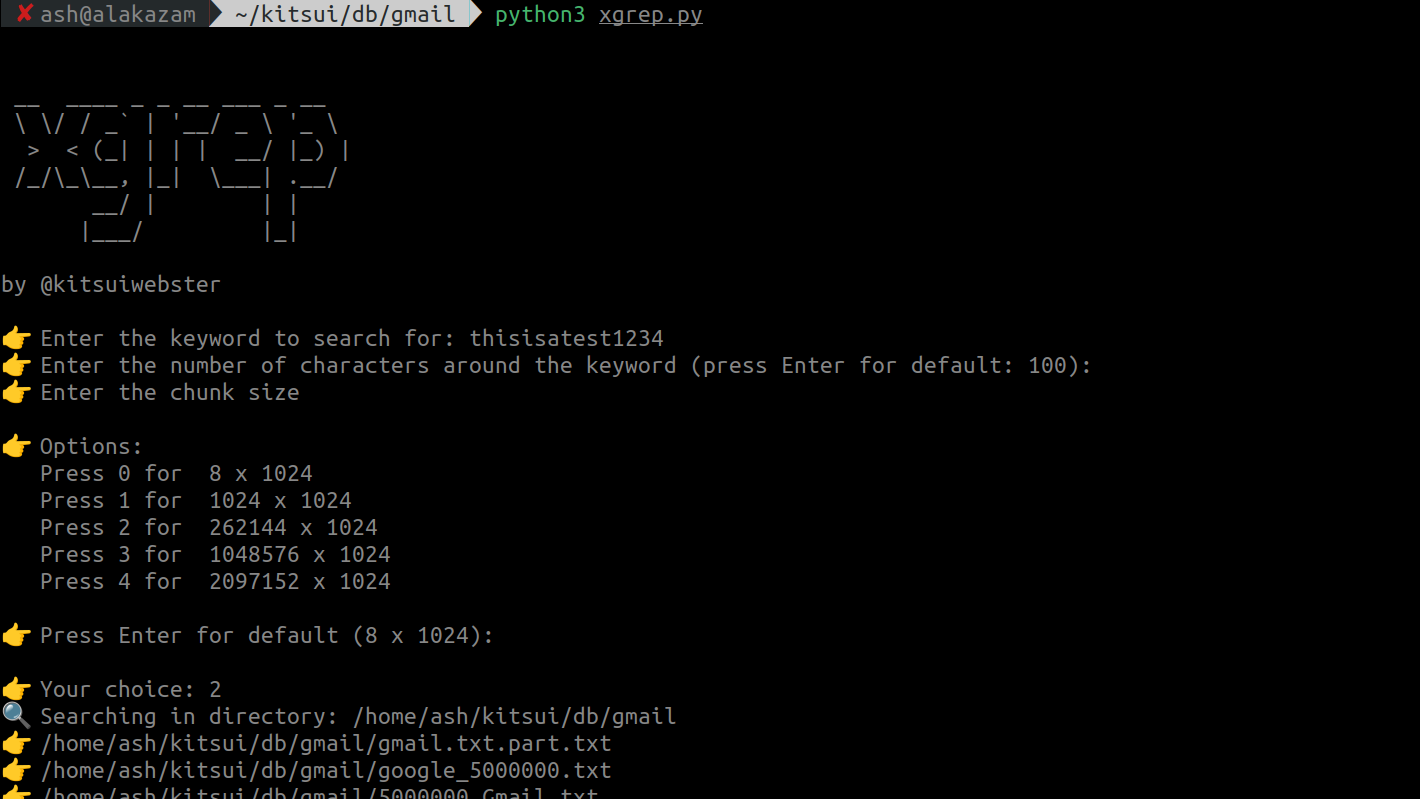 ✘ ash@alakazam ~/kitsui/db/gmail python3 xgrep.py
 __  ____ _ _ __ ___ _ __
 \ \/ / _` | '__/ _ \ '_ \
  >  < (_| | | |  __/ |_) |
 /_/\_\__, |_|  \___| .__/
       __/ |        | |
      |___/         |_|
by @kitsuiwebster
👉 Enter the keyword to search for: thisisatest1234
👉 Enter the number of characters around the keyword (press Enter for default: 100):
👉 Enter the chunk size
👉 Options:
   Press 0 for  8 x 1024
   Press 1 for  1024 x 1024
   Press 2 for  262144 x 1024
   Press 3 for  1048576 x 1024
   Press 4 for  2097152 x 1024
👉 Press Enter for default (8 x 1024):
👉 Your choice: 2
🔍 Searching in directory: /home/ash/kitsui/db/gmail
👉 /home/ash/kitsui/db/gmail/gmail.txt.part.txt
👉 /home/ash/kitsui/db/gmail/google_5000000.txt
👉 /home/ash/kitsui/db/gmail/5000000 Gmail.txt